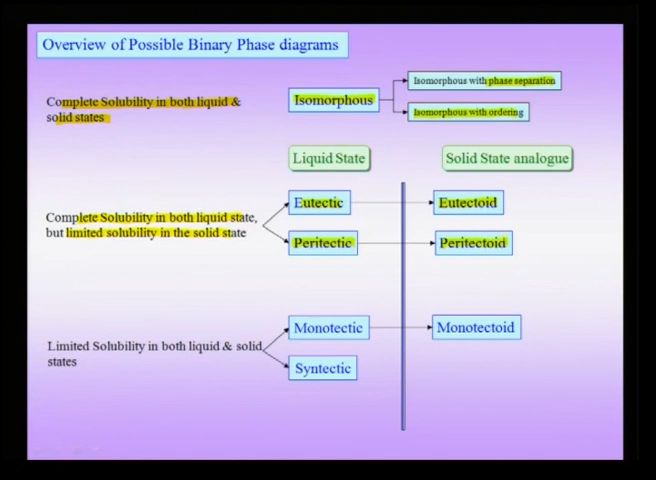 Overview of Possible Binary Phase diagrams
Complete Solubility in both liquid &
solid states
Isomorphous
Isomorphous with phase separation
Isomorphous with ordering
Liquid State
Solid State analogue
Complete Solubility in both liquid state,
but limited solubility in the solid state
Eutectic
Eutectoid
Peritectic
Peritectoid
Limited Solubility in both liquid & solid
states
Monotectic
Monotectoid
Syntectic